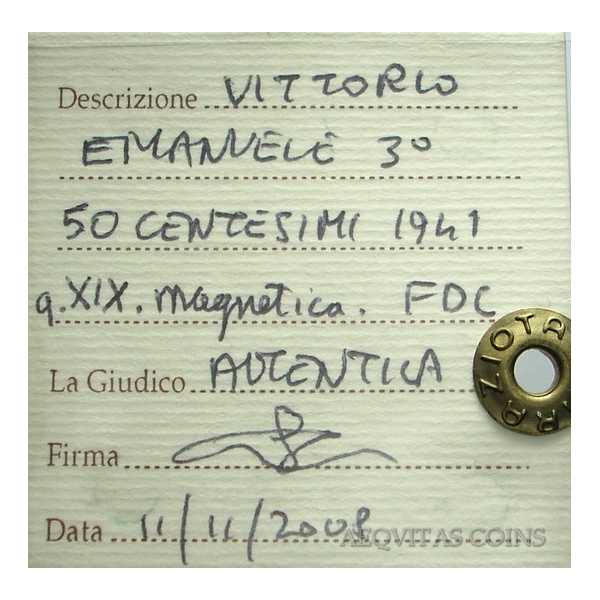 Descrizione VITTORIO
EMANUELE 3°
50 CENTESIMI 1941
a.XIX. magnetica. FDC
La Giudico AUTENTICA
Firma
Data 11/11/2008
AEQVITAS COINS